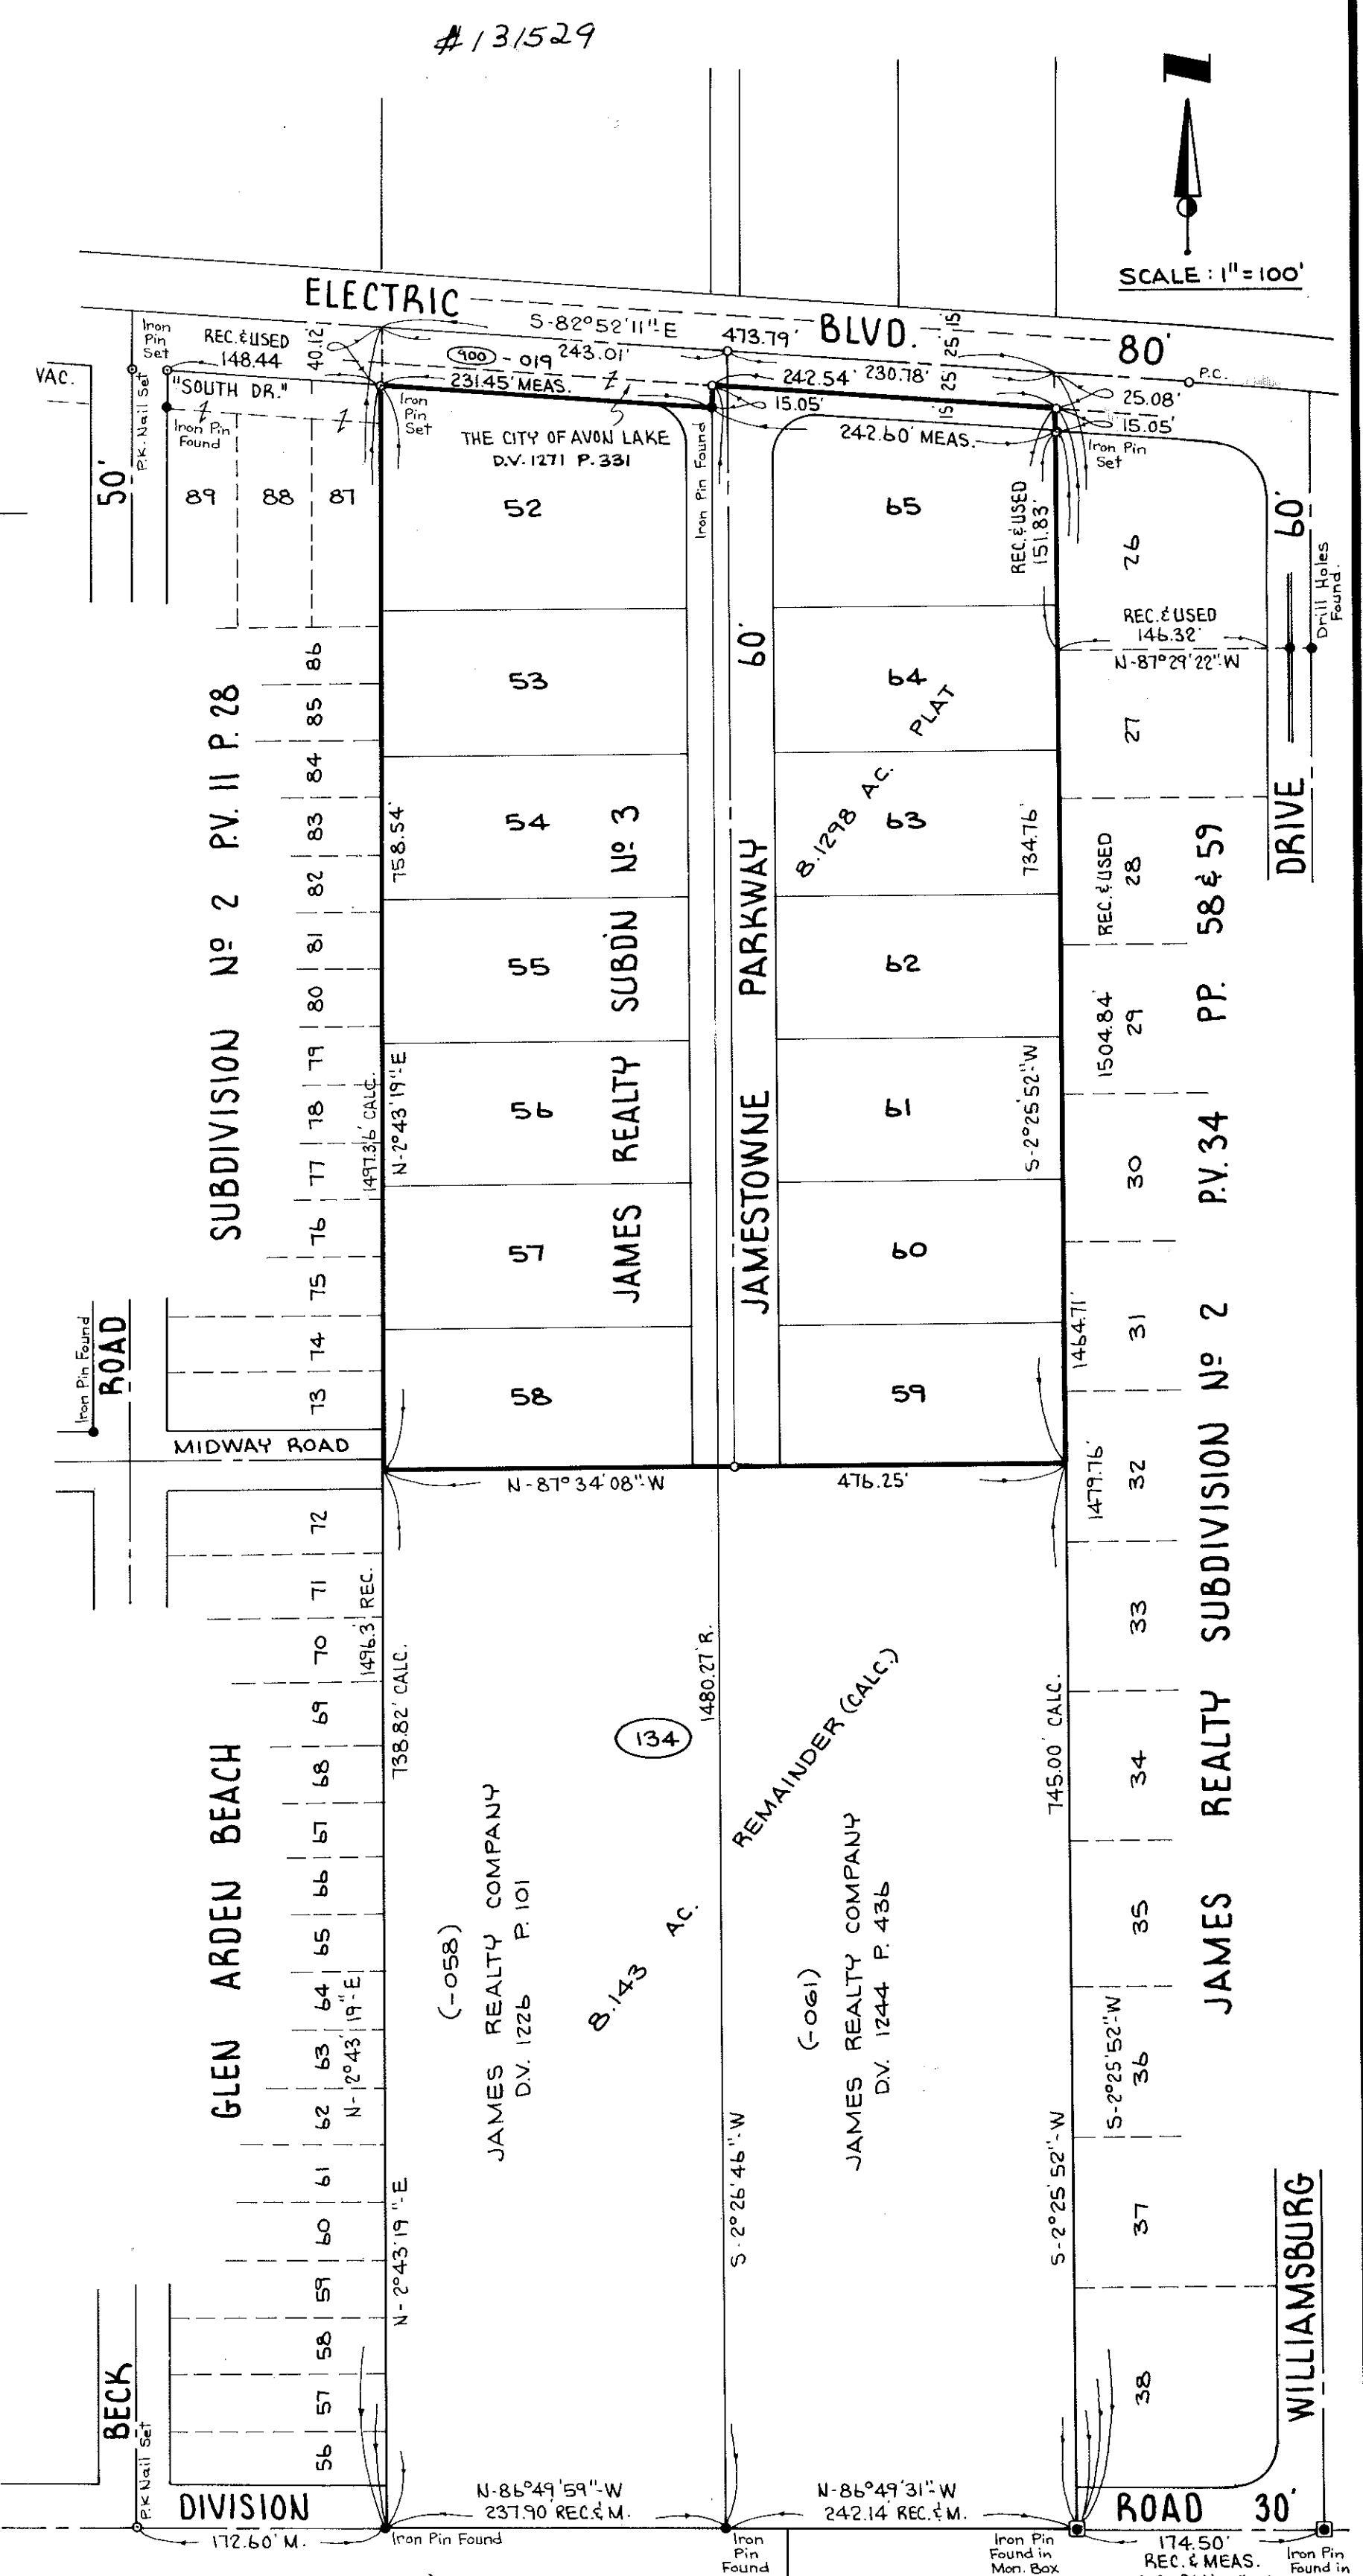 #131529
SCALE: 1"=100'
ELECTRIC BLVD. 80'
S-82°52'11"E 473.79'
Iron
Pin
Set
REC.&USED
148.44
40.12
900 -019 243.01'
231.45' MEAS.
242.54' 230.78'
25 15
25
15
P.C.
25.08'
15.05'
15.05'
242.60' MEAS.
VAC.
P.K. Nail Set
"SOUTH DR."
Iron Pin
Found
Iron
Pin
Set
THE CITY OF AVON LAKE
D.V. 1271 P. 331
Iron Pin Found
Iron Pin
Set
50'
89 88 87
52
65
REC.&USED
151.83'
26
60'
Drill Holes
Found.
REC.&USED
146.32'
N-87°29'22"-W
60'
86
85
84
83
82
81
80
79
78
77
76
75
74
73
53
64
27
54
63
28
55
62
29
56
61
30
57
60
31
58
59
32
SUBDIVISION Nº 2 P.V. 11 P. 28
758.54'
1497.36' CALC.
N-2°43'19"-E
JAMES REALTY SUBDN Nº 3
JAMESTOWNE PARKWAY
8.1298 AC. PLAT
734.76'
S-2°25'52"-W
REC.&USED
1504.84'
1464.71'
1479.76'
DRIVE
JAMES REALTY SUBDIVISION Nº 2 P.V. 34 PP. 58 & 59
Iron Pin Found
ROAD
MIDWAY ROAD
N-87°34'08"-W 476.25'
72
71
70
69
68
67
66
65
64
63
62
61
60
59
58
57
56
33
34
35
36
37
38
1496.3' REC.
738.82' CALC.
1480.27' R.
134
REMAINDER (CALC.)
8.143 AC.
745.00' CALC.
GLEN ARDEN BEACH
N-2°43'19"-E
N-2°43'19"-E
(-058)
JAMES REALTY COMPANY
D.V. 1226 P. 101
(-061)
JAMES REALTY COMPANY
D.V. 1244 P. 436
S-2°26'46"-W
S-2°25'52"-W
S-2°25'52"-W
BECK
P.K Nail Set
WILLIAMSBURG
DIVISION
ROAD 30'
N-86°49'59"-W
237.90' REC.& M.
N-86°49'31"-W
242.14' REC.& M.
172.60' M.
Iron Pin Found
Iron
Pin
Found
Iron Pin
Found in
Mon. Box
174.50'
REC. & MEAS.
Iron Pin
Found in